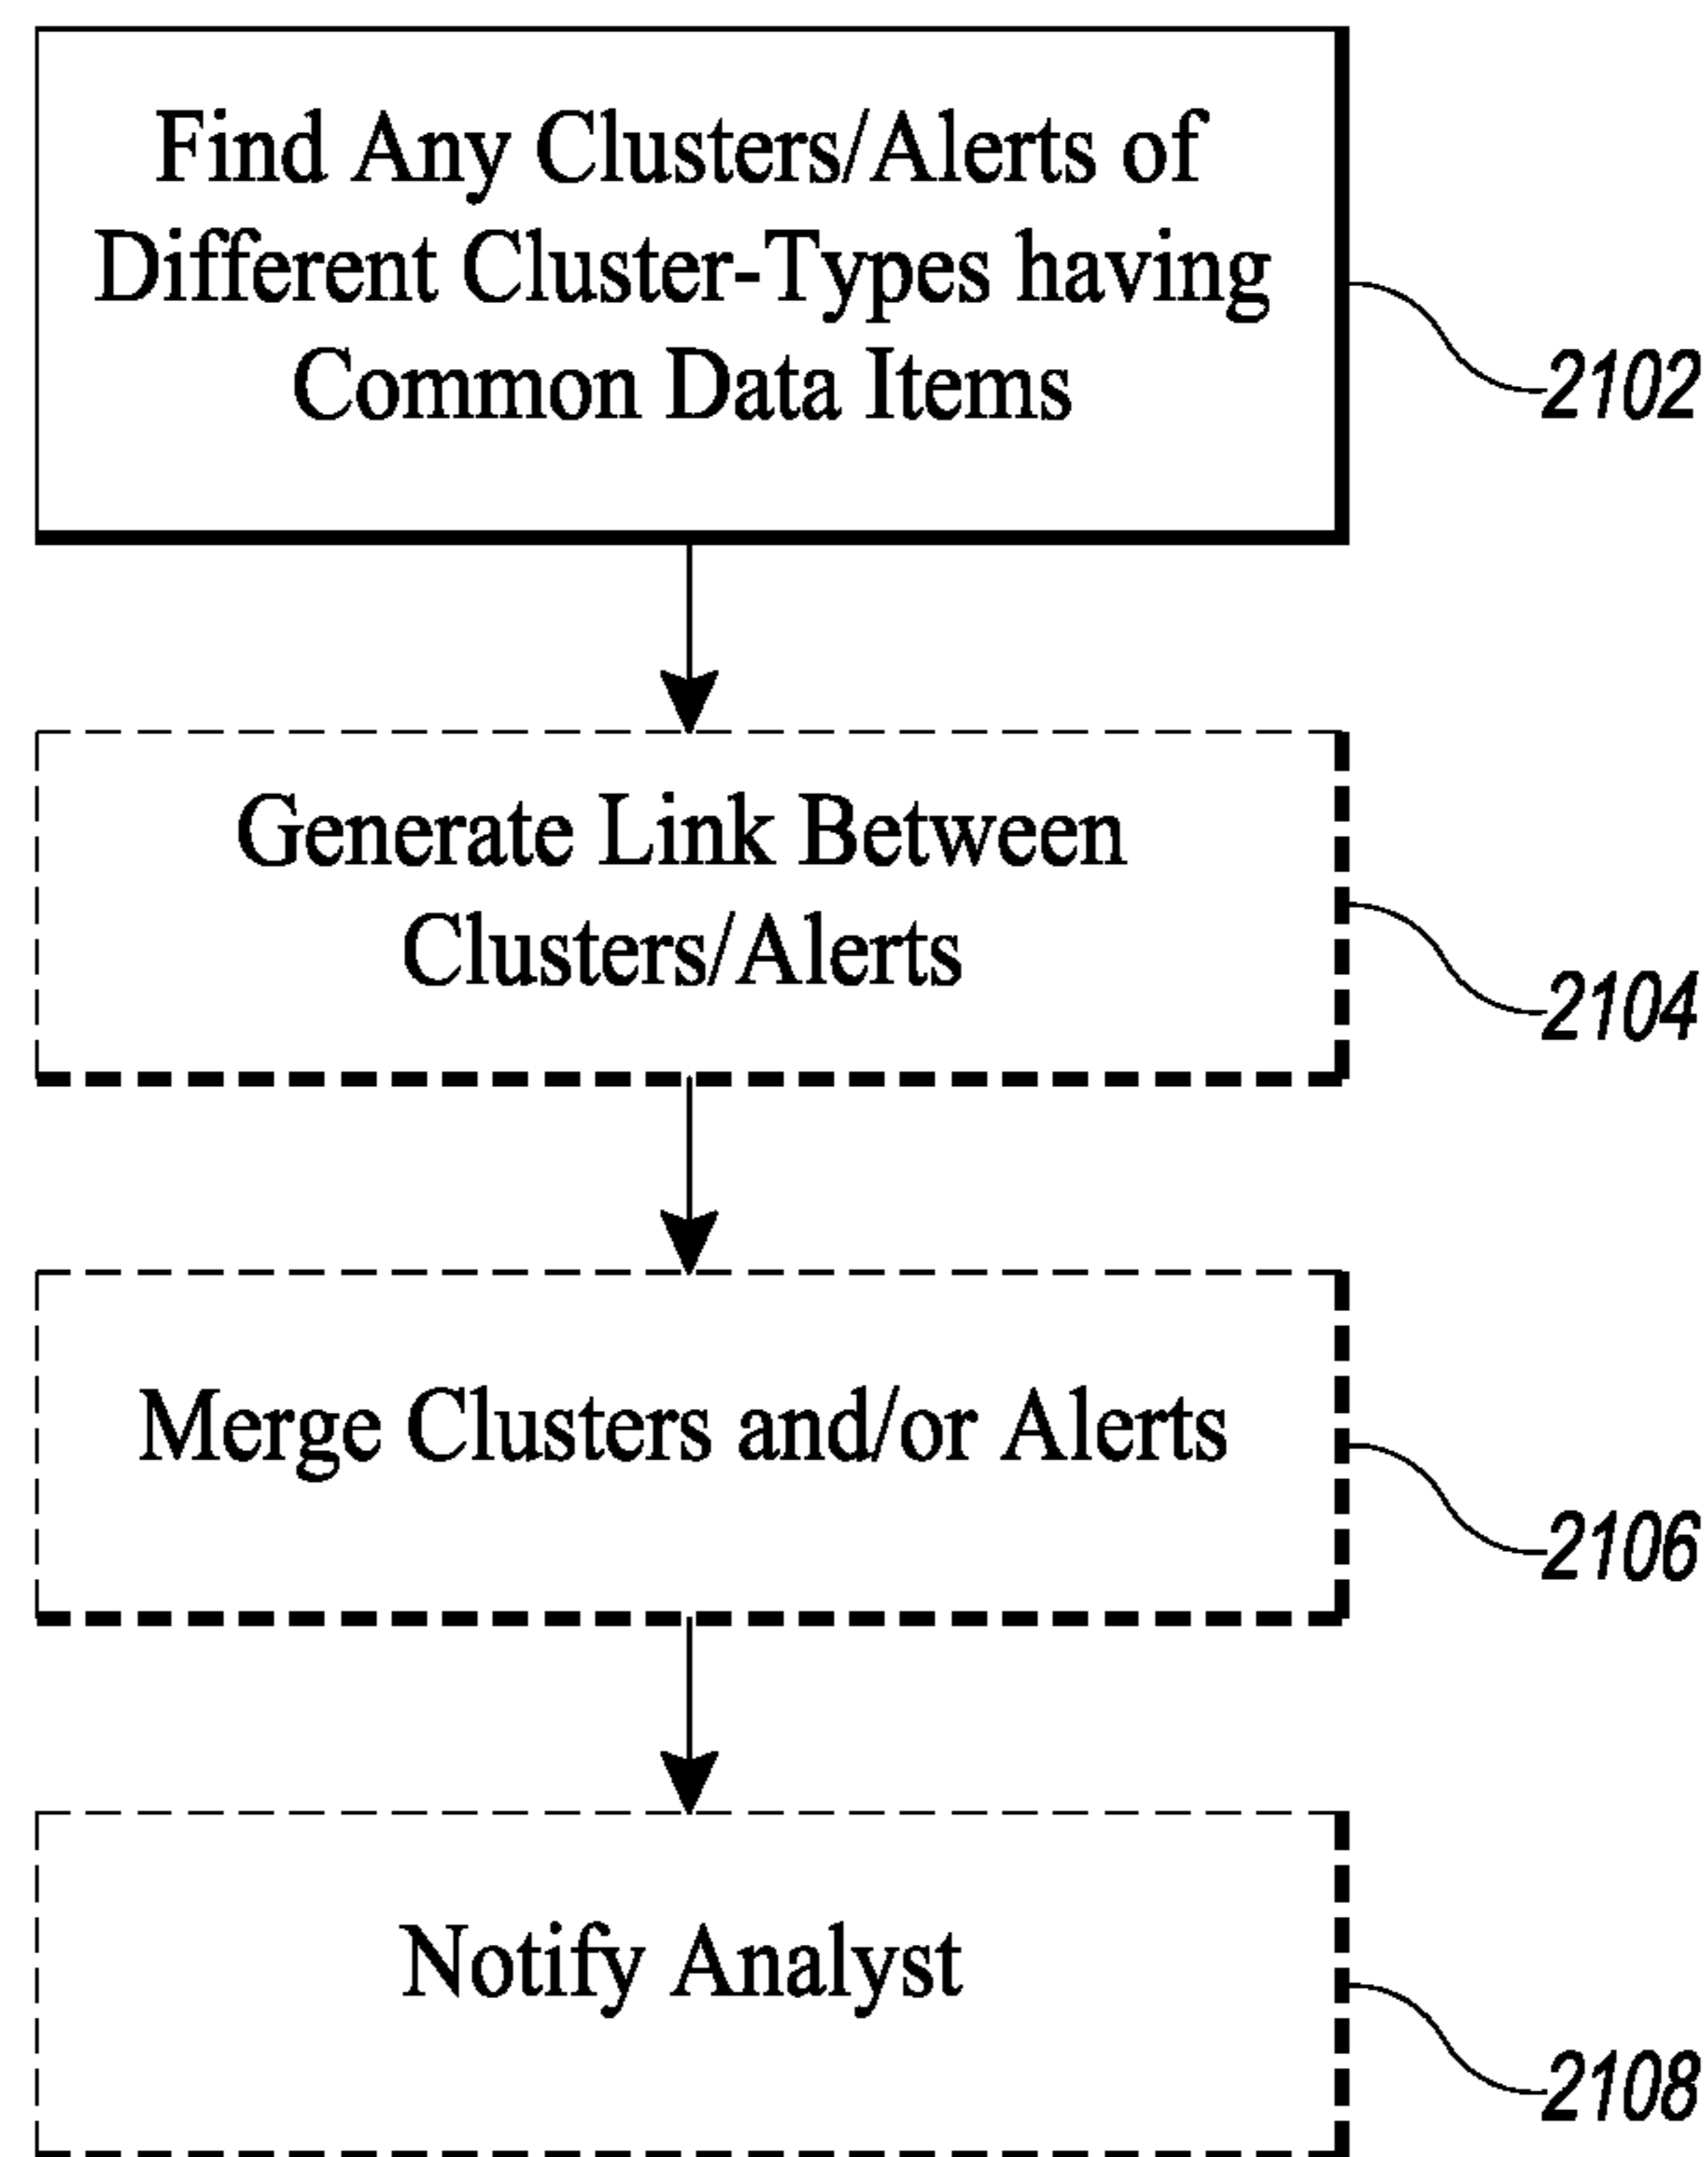 Find Any Clusters/Alerts of
Different Cluster-Types having
Common Data Items
2102
Generate Link Between
Clusters/Alerts
2104
Merge Clusters and/or Alerts
2106
Notify Analyst
2108